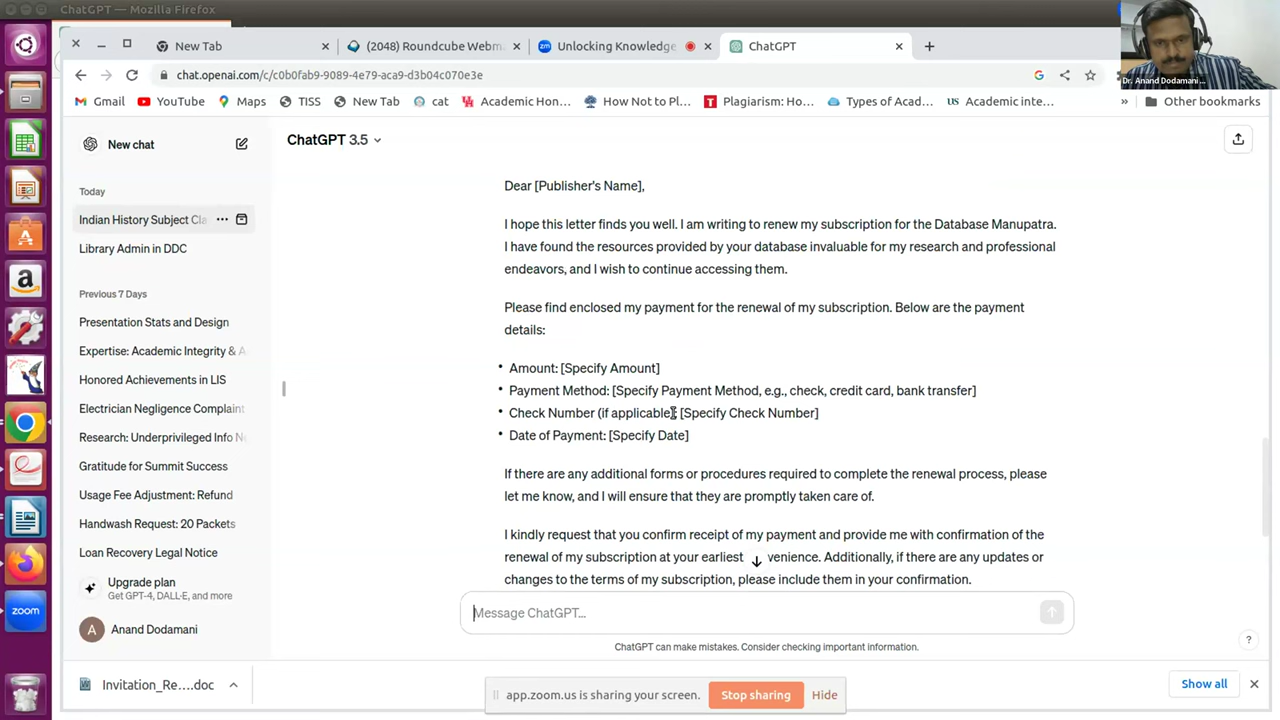 ChatGPT — Mozilla Firefox
New Tab
(2048) Roundcube Webm
Unlocking Knowledge
ChatGPT
chat.openai.com/c/c0b0fab9-9089-4e79-aca9-d3b04c070e3e
Dr. Anand Dodamani ...
Gmail
YouTube
Maps
TISS
New Tab
cat
Academic Hon...
How Not to Pl...
Plagiarism: Ho...
Types of Acad...
US Academic inte...
»
Other bookmarks
New chat
ChatGPT 3.5
Today
Indian History Subject Cla
Library Admin in DDC
Previous 7 Days
Presentation Stats and Design
Expertise: Academic Integrity & A
Honored Achievements in LIS
Electrician Negligence Complaint
Research: Underprivileged Info N
Gratitude for Summit Success
Usage Fee Adjustment: Refund
Handwash Request: 20 Packets
Loan Recovery Legal Notice
Upgrade plan
Get GPT-4, DALL·E, and more
A Anand Dodamani
Dear [Publisher's Name],
I hope this letter finds you well. I am writing to renew my subscription for the Database Manupatra.
I have found the resources provided by your database invaluable for my research and professional
endeavors, and I wish to continue accessing them.
Please find enclosed my payment for the renewal of my subscription. Below are the payment
details:
• Amount: [Specify Amount]
• Payment Method: [Specify Payment Method, e.g., check, credit card, bank transfer]
• Check Number (if applicable): [Specify Check Number]
• Date of Payment: [Specify Date]
If there are any additional forms or procedures required to complete the renewal process, please
let me know, and I will ensure that they are promptly taken care of.
I kindly request that you confirm receipt of my payment and provide me with confirmation of the
renewal of my subscription at your earliest venience. Additionally, if there are any updates or
changes to the terms of my subscription, please include them in your confirmation.
Message ChatGPT...
ChatGPT can make mistakes. Consider checking important information.
?
Invitation_Re....doc
app.zoom.us is sharing your screen.
Stop sharing
Hide
Show all
zoom